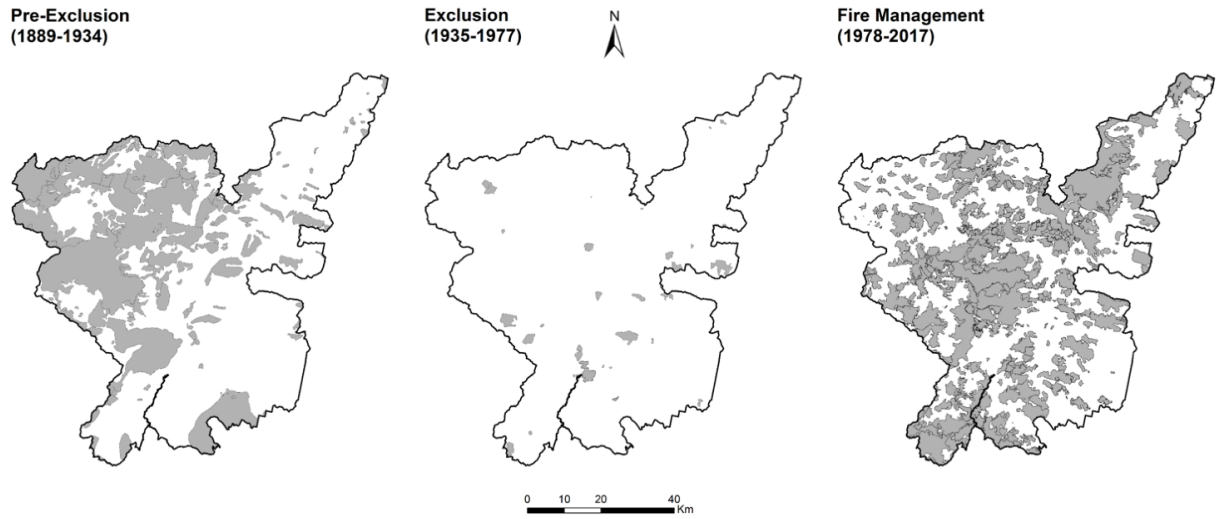 Pre-Exclusion
(1889-1934)
Exclusion
(1935-1977)
N
Fire Management
(1978-2017)
0 10 20 40
Km